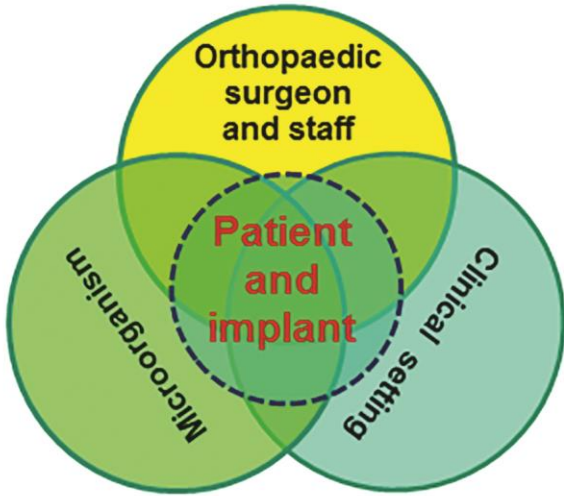 Orthopaedic
surgeon
and staff
Patient
and
implant
Microorganism
Clinical setting